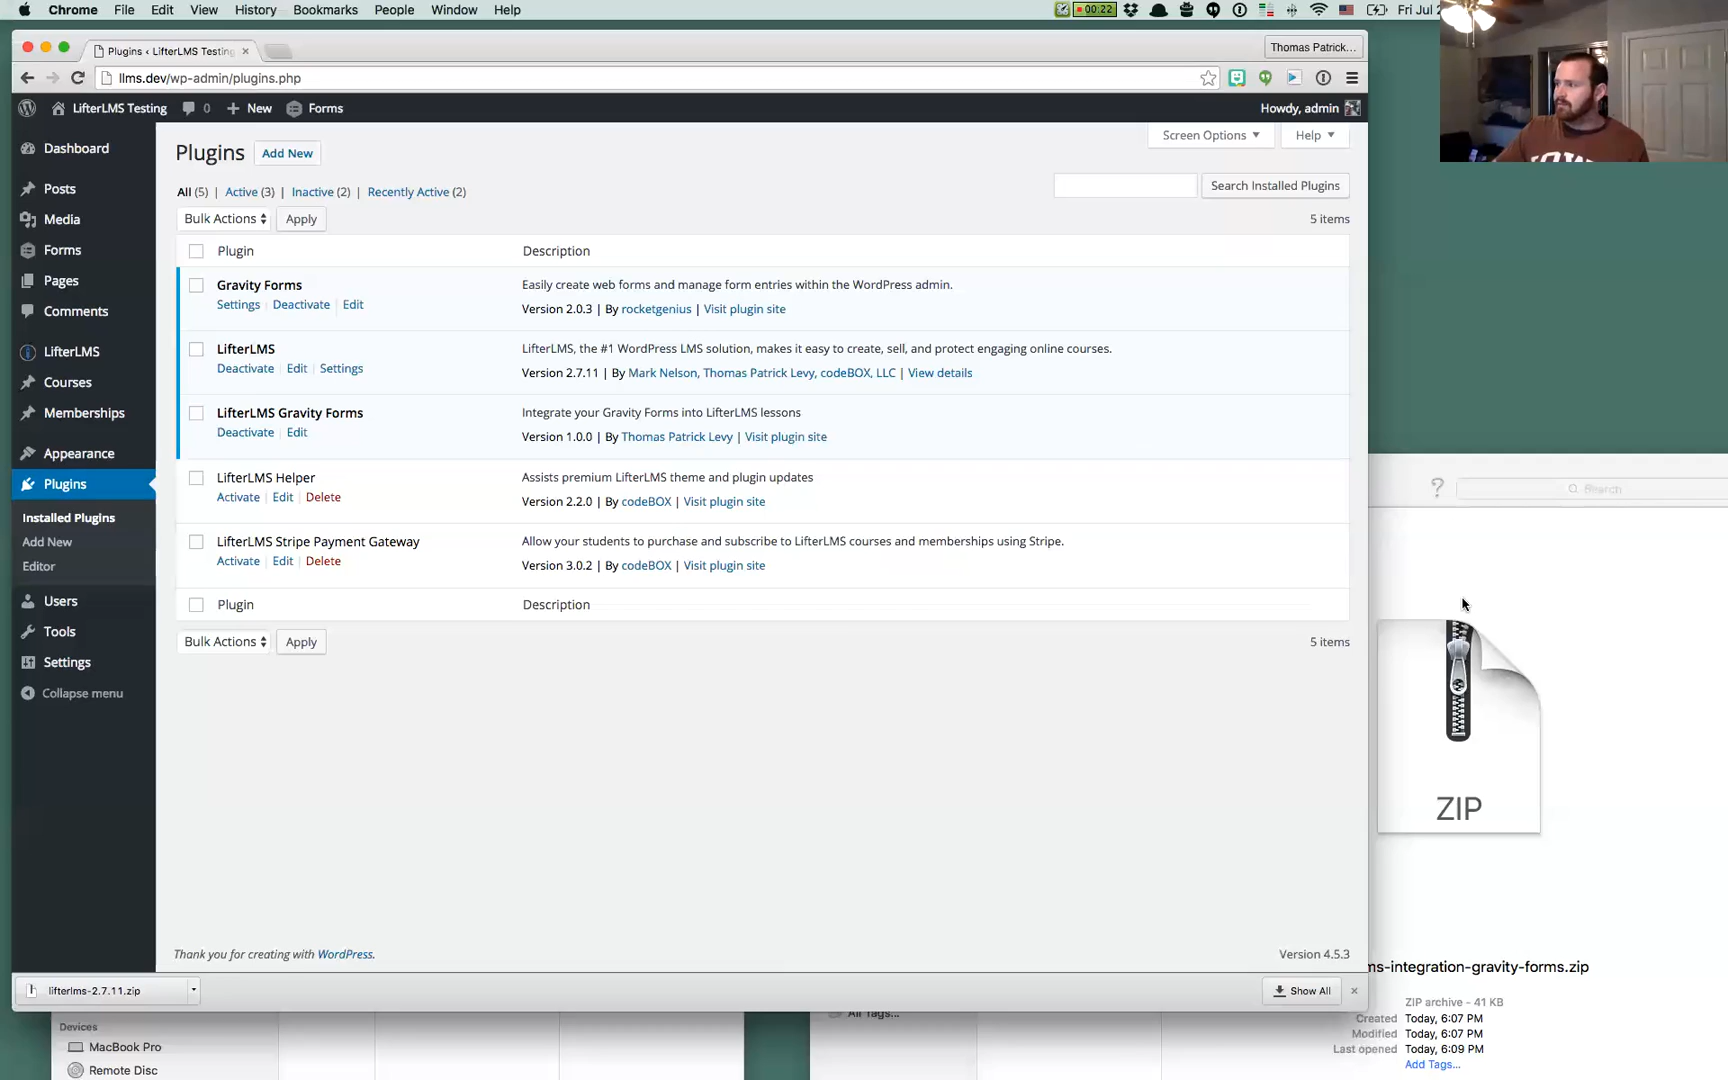 Chrome File Edit View History Bookmarks People Window Help 00:22 Fri Jul
Plugins ‹ LifterLMS Testing Thomas Patrick...
llms.dev/wp-admin/plugins.php
LifterLMS Testing 0 New Forms Howdy, admin
Screen Options Help
Dashboard
Posts
Media
Forms
Pages
Comments
LifterLMS
Courses
Memberships
Appearance
Plugins
Installed Plugins
Add New
Editor
Users
Tools
Settings
Collapse menu
Plugins Add New
All (5) | Active (3) | Inactive (2) | Recently Active (2)
Search Installed Plugins
Bulk Actions Apply 5 items
Plugin Description
Gravity Forms Easily create web forms and manage form entries within the WordPress admin.
Settings | Deactivate | Edit Version 2.0.3 | By rocketgenius | Visit plugin site
LifterLMS LifterLMS, the #1 WordPress LMS solution, makes it easy to create, sell, and protect engaging online courses.
Deactivate | Edit | Settings Version 2.7.11 | By Mark Nelson, Thomas Patrick Levy, codeBOX, LLC | View details
LifterLMS Gravity Forms Integrate your Gravity Forms into LifterLMS lessons
Deactivate | Edit Version 1.0.0 | By Thomas Patrick Levy | Visit plugin site
LifterLMS Helper Assists premium LifterLMS theme and plugin updates
Activate | Edit | Delete Version 2.2.0 | By codeBOX | Visit plugin site
LifterLMS Stripe Payment Gateway Allow your students to purchase and subscribe to LifterLMS courses and memberships using Stripe.
Activate | Edit | Delete Version 3.0.2 | By codeBOX | Visit plugin site
Plugin Description
Bulk Actions Apply 5 items
Thank you for creating with WordPress. Version 4.5.3
lifterlms-2.7.11.zip Show All
Search
ZIP
ms-integration-gravity-forms.zip
ZIP archive - 41 KB
Created Today, 6:07 PM
Modified Today, 6:07 PM
Last opened Today, 6:09 PM
Add Tags...
All Tags...
Devices
MacBook Pro
Remote Disc